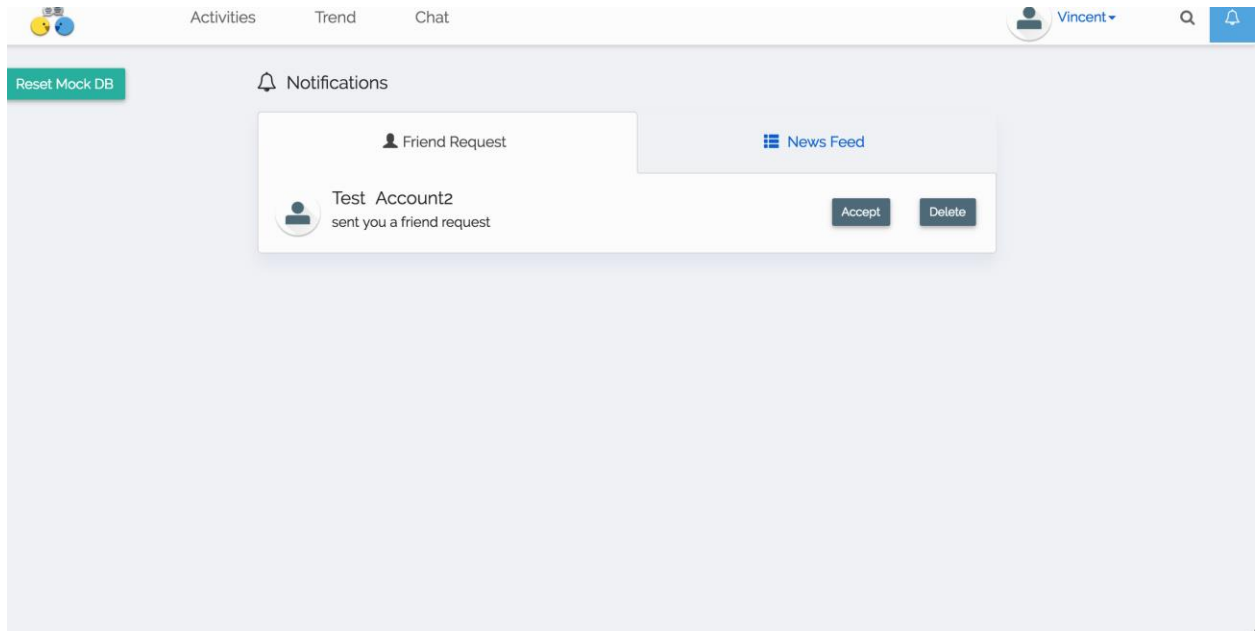 Activities Trend Chat Vincent
Reset Mock DB
Notifications
Friend Request News Feed
Test Account2
sent you a friend request
Accept Delete